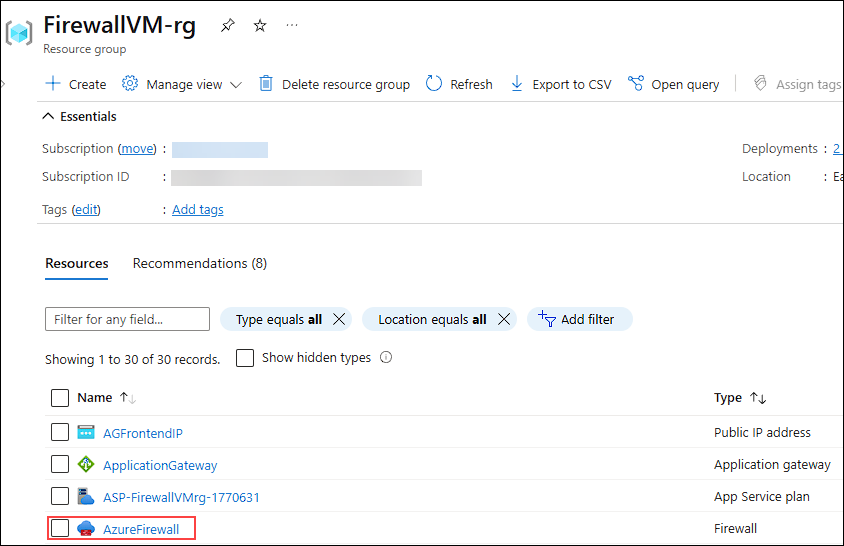 FirewallVM-rg
Resource group
Create Manage view Delete resource group Refresh Export to CSV Open query Assign tags
Essentials
Subscription (move) :
Deployments : 2
Subscription ID :
Location : Ea
Tags (edit) : Add tags
Resources Recommendations (8)
Filter for any field... Type equals all Location equals all Add filter
Showing 1 to 30 of 30 records. Show hidden types
Name Type
AGFrontendIP Public IP address
ApplicationGateway Application gateway
ASP-FirewallVMrg-1770631 App Service plan
AzureFirewall Firewall